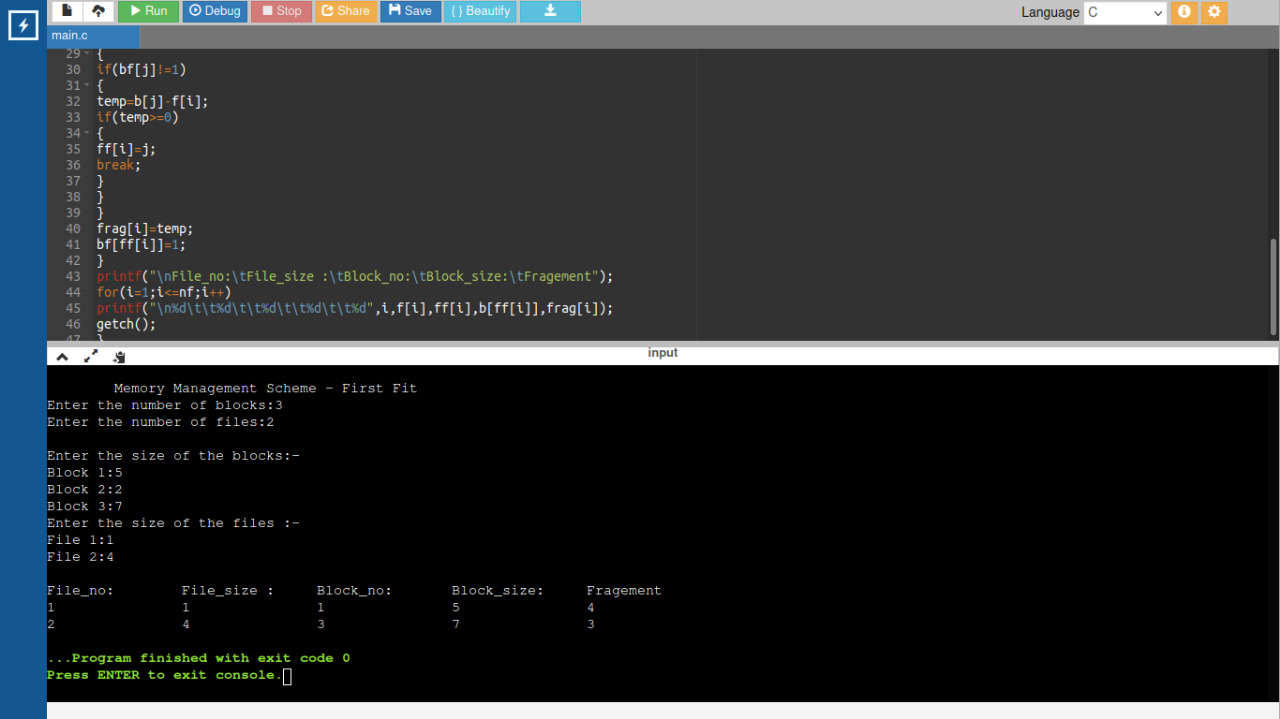 Run Debug Stop Share Save { } Beautify Language C
main.c
29 {
30 if(bf[j]!=1)
31 {
32 temp=b[j]-f[i];
33 if(temp>=0)
34 {
35 ff[i]=j;
36 break;
37 }
38 }
39 }
40 frag[i]=temp;
41 bf[ff[i]]=1;
42 }
43 printf("\nFile_no:\tFile_size :\tBlock_no:\tBlock_size:\tFragement");
44 for(i=1;i<=nf;i++)
45 printf("\n%d\t\t%d\t\t%d\t\t%d\t\t%d",i,f[i],ff[i],b[ff[i]],frag[i]);
46 getch();
47 }
input
Memory Management Scheme - First Fit
Enter the number of blocks:3
Enter the number of files:2
Enter the size of the blocks:-
Block 1:5
Block 2:2
Block 3:7
Enter the size of the files :-
File 1:1
File 2:4
File_no: File_size : Block_no: Block_size: Fragement
1 1 1 5 4
2 4 3 7 3
...Program finished with exit code 0
Press ENTER to exit console.